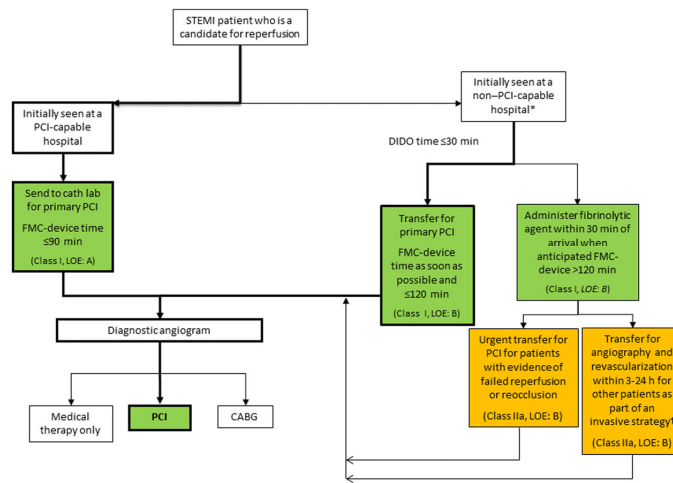 STEMI patient who is a
candidate for reperfusion
Initially seen at a
PCI-capable
hospital
Initially seen at a
non–PCI-capable
hospital*
DIDO time ≤30 min
Send to cath lab
for primary PCI
FMC-device time
≤90 min
(Class I, LOE: A)
Transfer for
primary PCI
FMC-device
time as soon as
possible and
≤120 min
(Class I, LOE: B)
Administer fibrinolytic
agent within 30 min of
arrival when
anticipated FMC-
device >120 min
(Class I, LOE: B)
Diagnostic angiogram
Urgent transfer for
PCI for patients
with evidence of
failed reperfusion
or reocclusion
(Class IIa, LOE: B)
Transfer for
angiography and
revascularization
within 3-24 h for
other patients as
part of an
invasive strategy†
(Class IIa, LOE: B)
Medical
therapy only
PCI
CABG